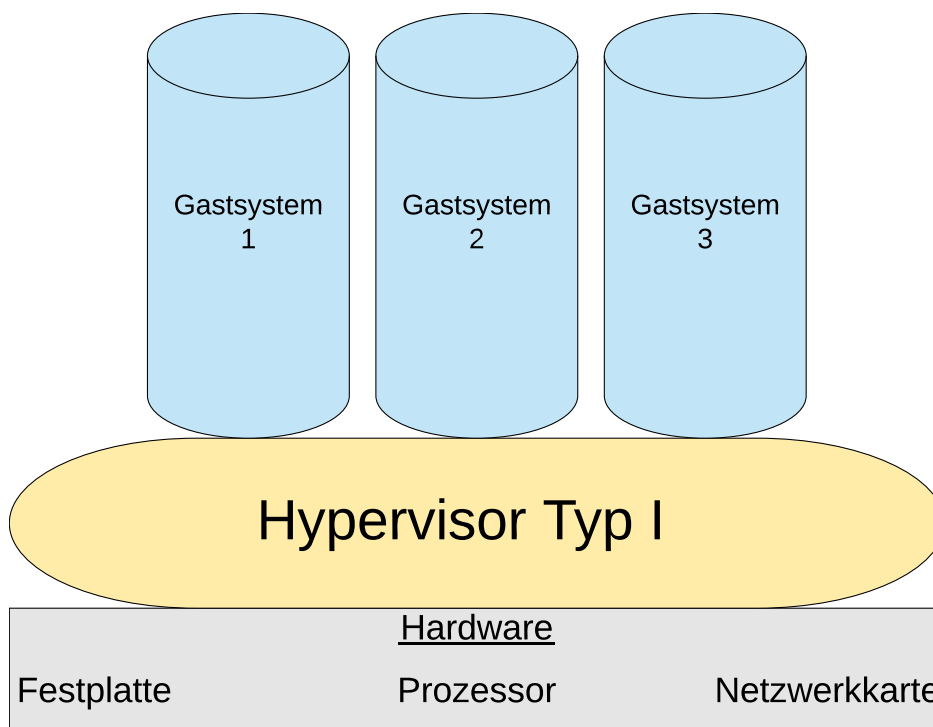 Gastsystem
1
Gastsystem
2
Gastsystem
3
Hypervisor Typ I
Hardware
Festplatte
Prozessor
Netzwerkkarte